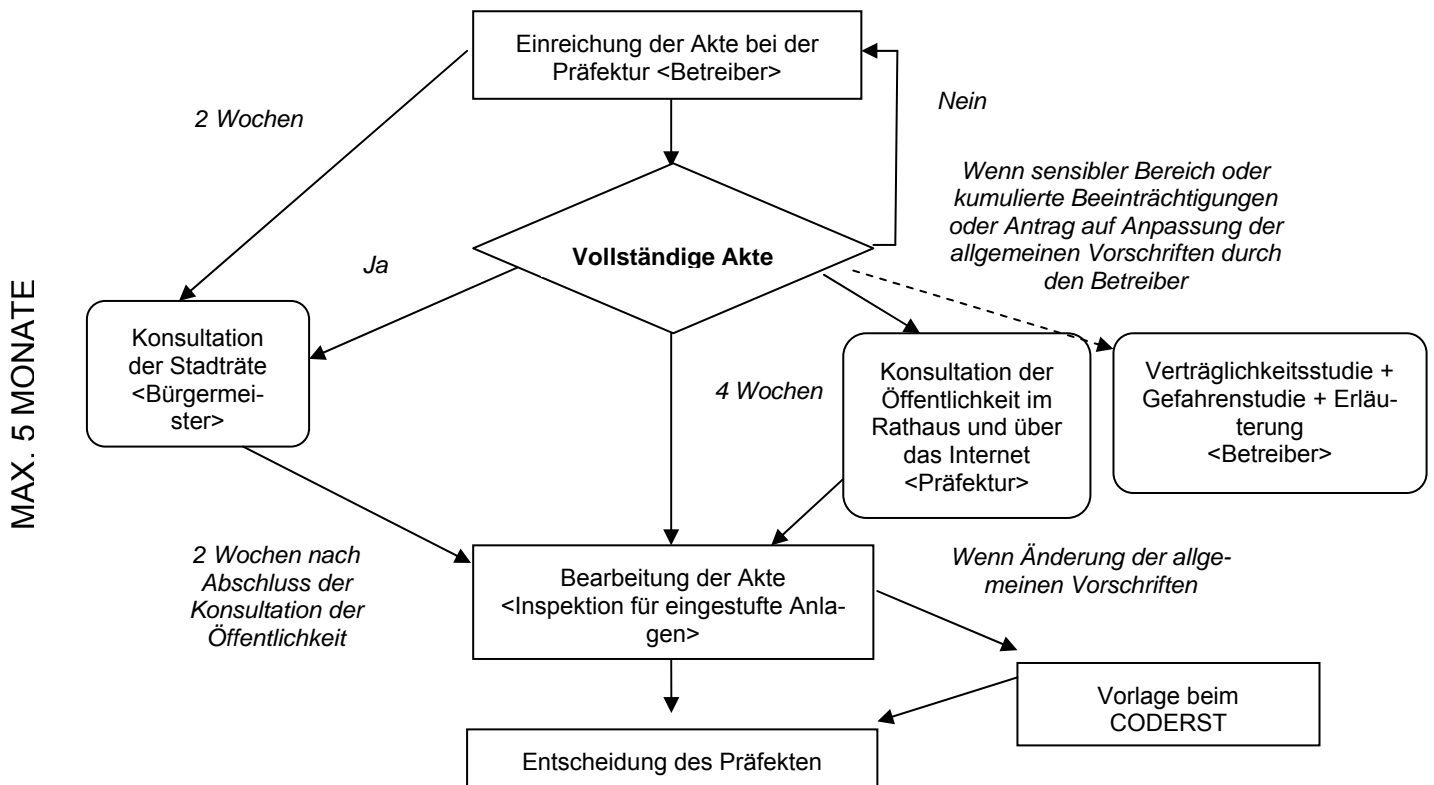 Einreichung der Akte bei der
Präfektur <Betreiber>
2 Wochen
Nein
Wenn sensibler Bereich oder
kumulierte Beeinträchtigungen
oder Antrag auf Anpassung der
allgemeinen Vorschriften durch
den Betreiber
Vollständige Akte
Ja
MAX. 5 MONATE
Konsultation
der Stadträte
<Bürgermei-
ster>
4 Wochen
Konsultation der
Öffentlichkeit im
Rathaus und über
das Internet
<Präfektur>
Verträglichkeitsstudie +
Gefahrenstudie + Erläu-
terung
<Betreiber>
2 Wochen nach
Abschluss der
Konsultation der
Öffentlichkeit
Bearbeitung der Akte
<Inspektion für eingestufte Anla-
gen>
Wenn Änderung der allge-
meinen Vorschriften
Vorlage beim
CODERST
Entscheidung des Präfekten